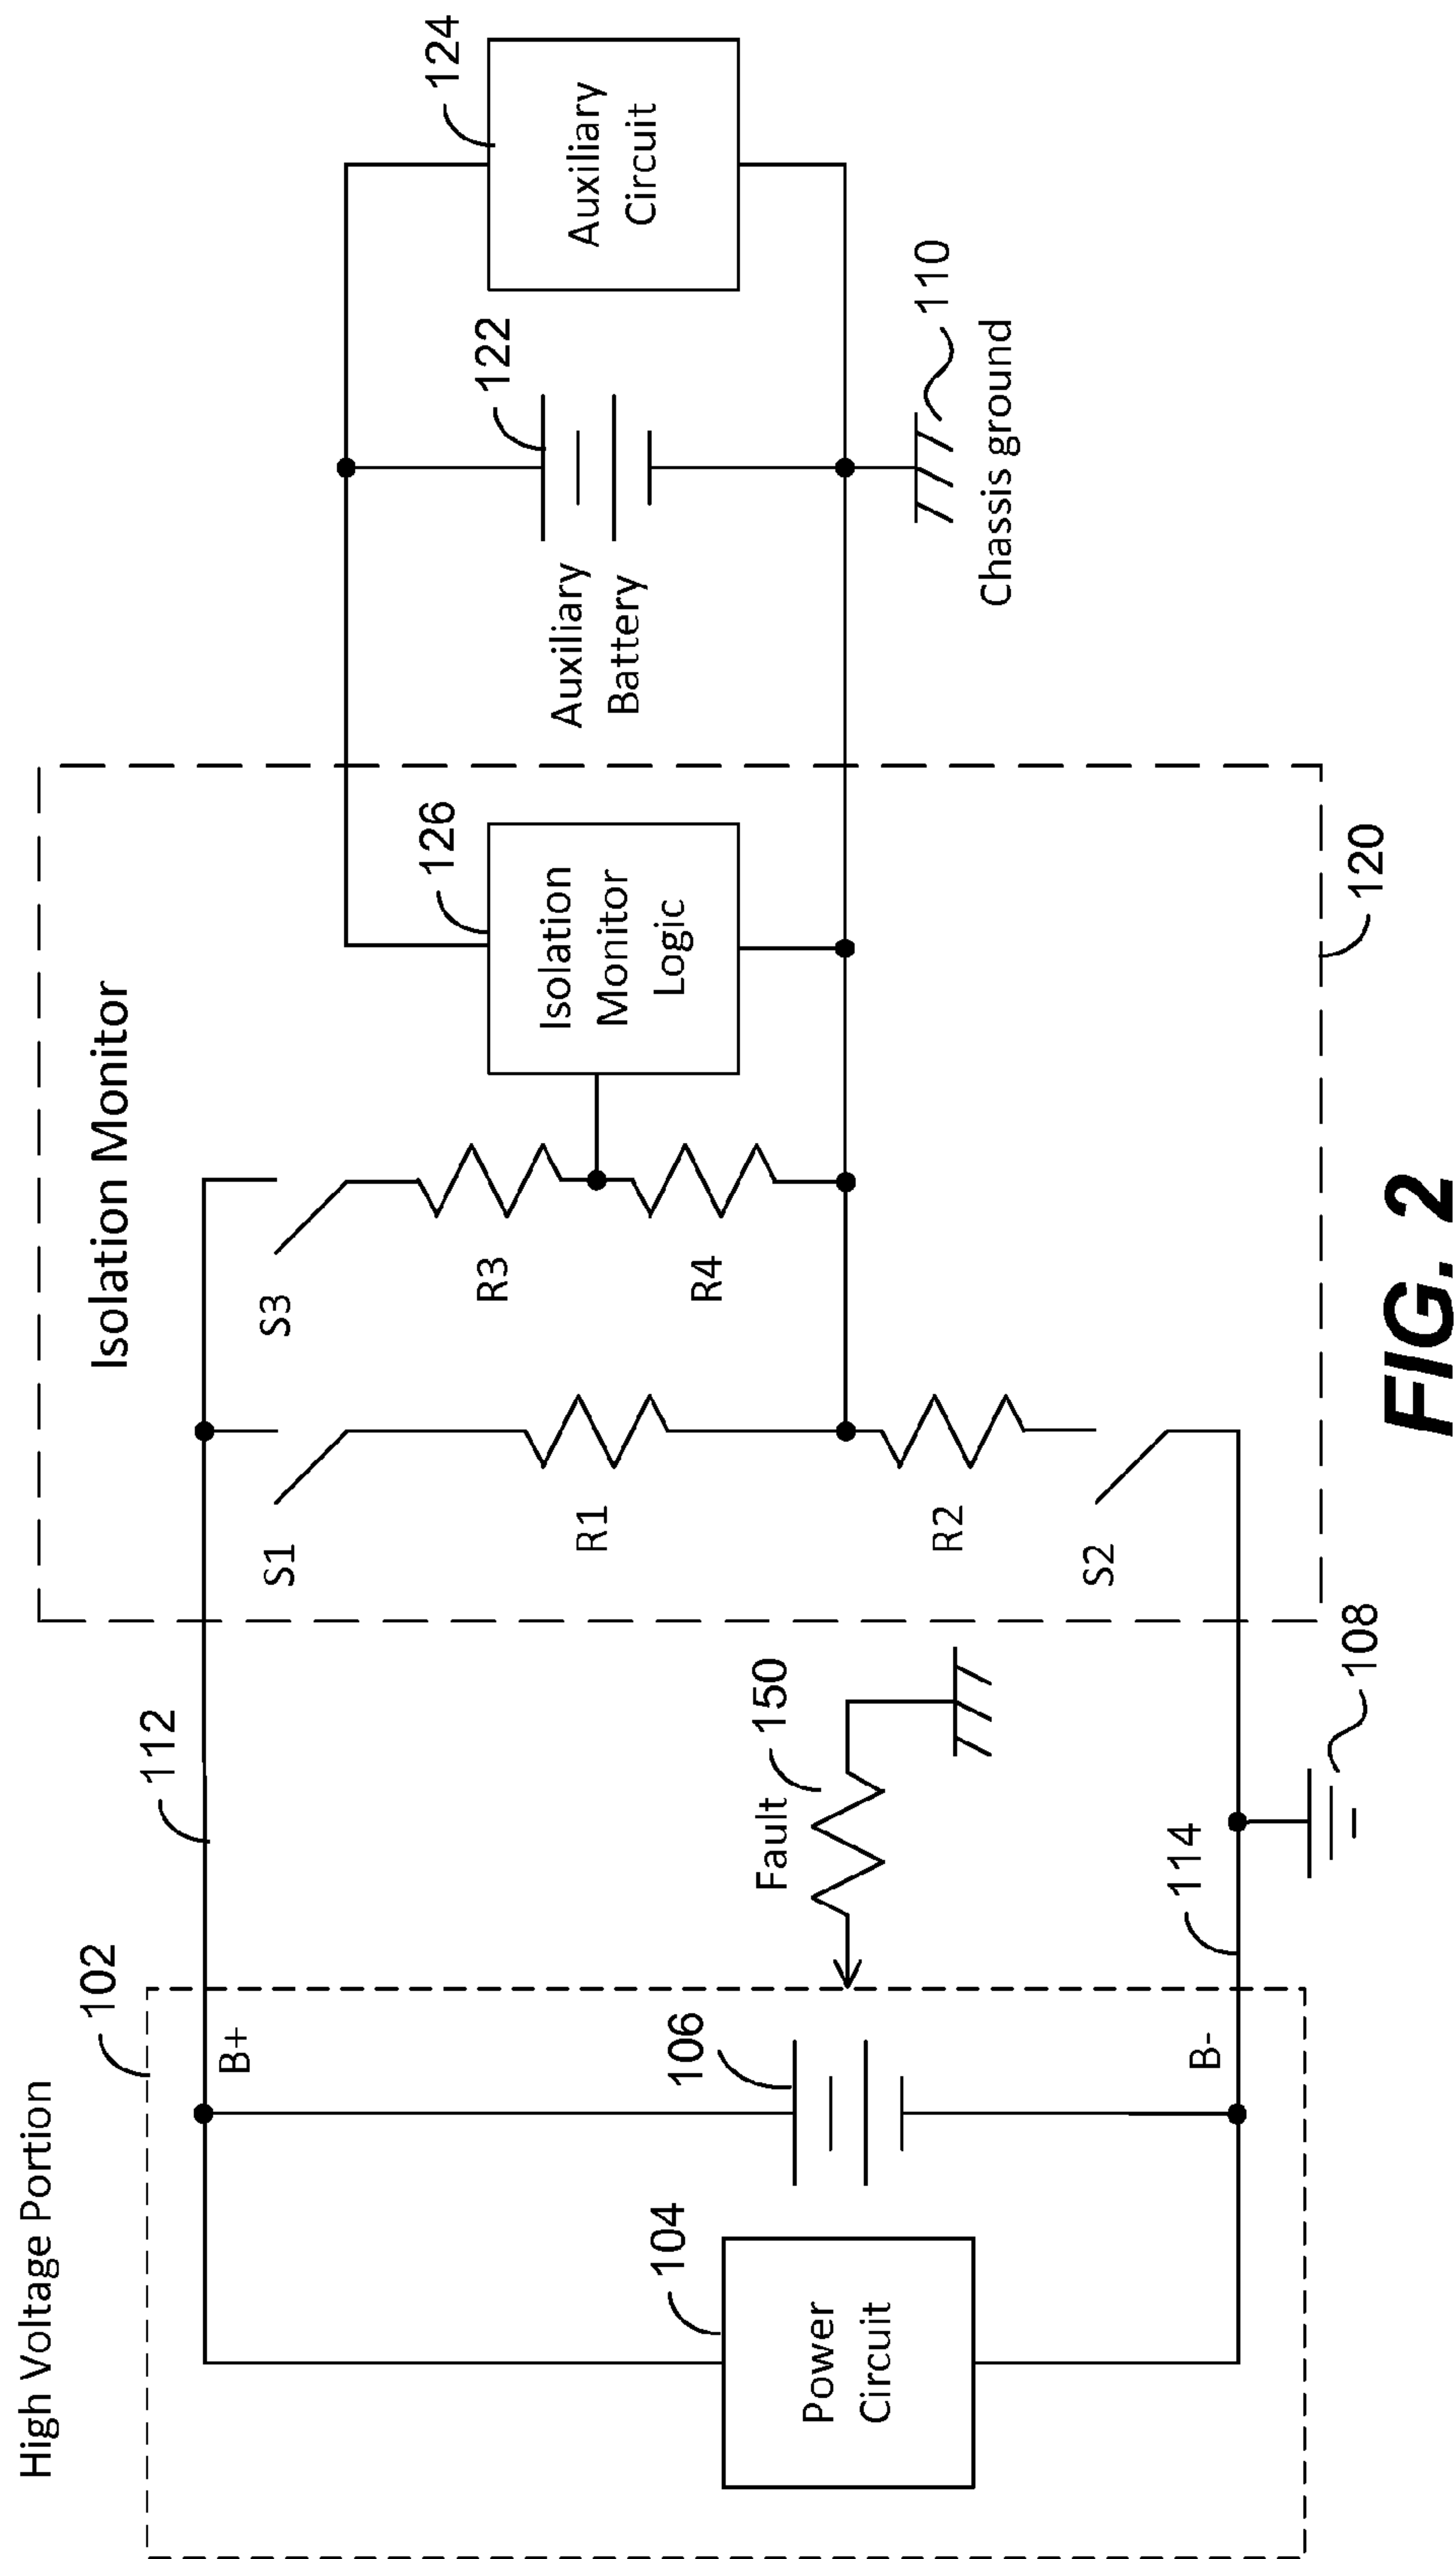 High Voltage Portion
102
B+
104
Power
Circuit
106
B-
112
Fault
150
114
108
Isolation Monitor
S1
S3
R1
R3
R4
R2
S2
126
Isolation
Monitor
Logic
120
Auxiliary
Battery
122
124
Auxiliary
Circuit
110
Chassis ground
FIG. 2